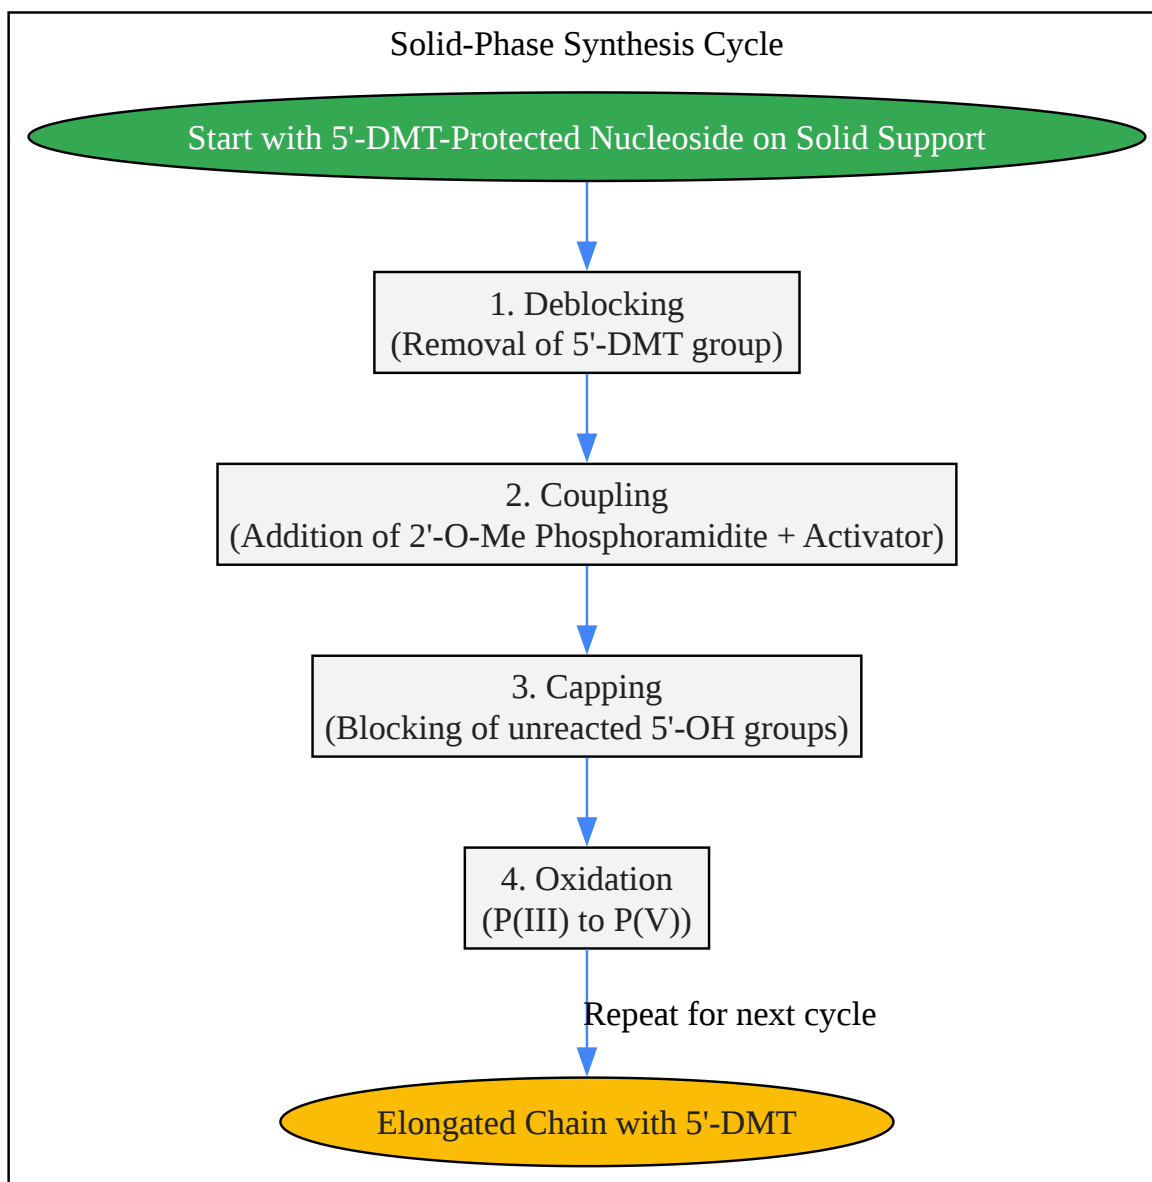 Solid-Phase Synthesis Cycle
Start with 5'-DMT-Protected Nucleoside on Solid Support
1. Deblocking
(Removal of 5'-DMT group)
2. Coupling
(Addition of 2'-O-Me Phosphoramidite + Activator)
3. Capping
(Blocking of unreacted 5'-OH groups)
4. Oxidation
(P(III) to P(V))
Repeat for next cycle
Elongated Chain with 5'-DMT